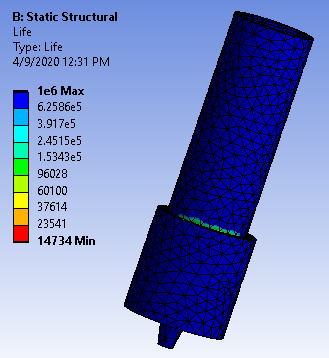 B: Static Structural
Life
Type: Life
4/9/2020 12:31 PM
1e6 Max
6.2586e5
3.917e5
2.4515e5
1.5343e5
96028
60100
37614
23541
14734 Min